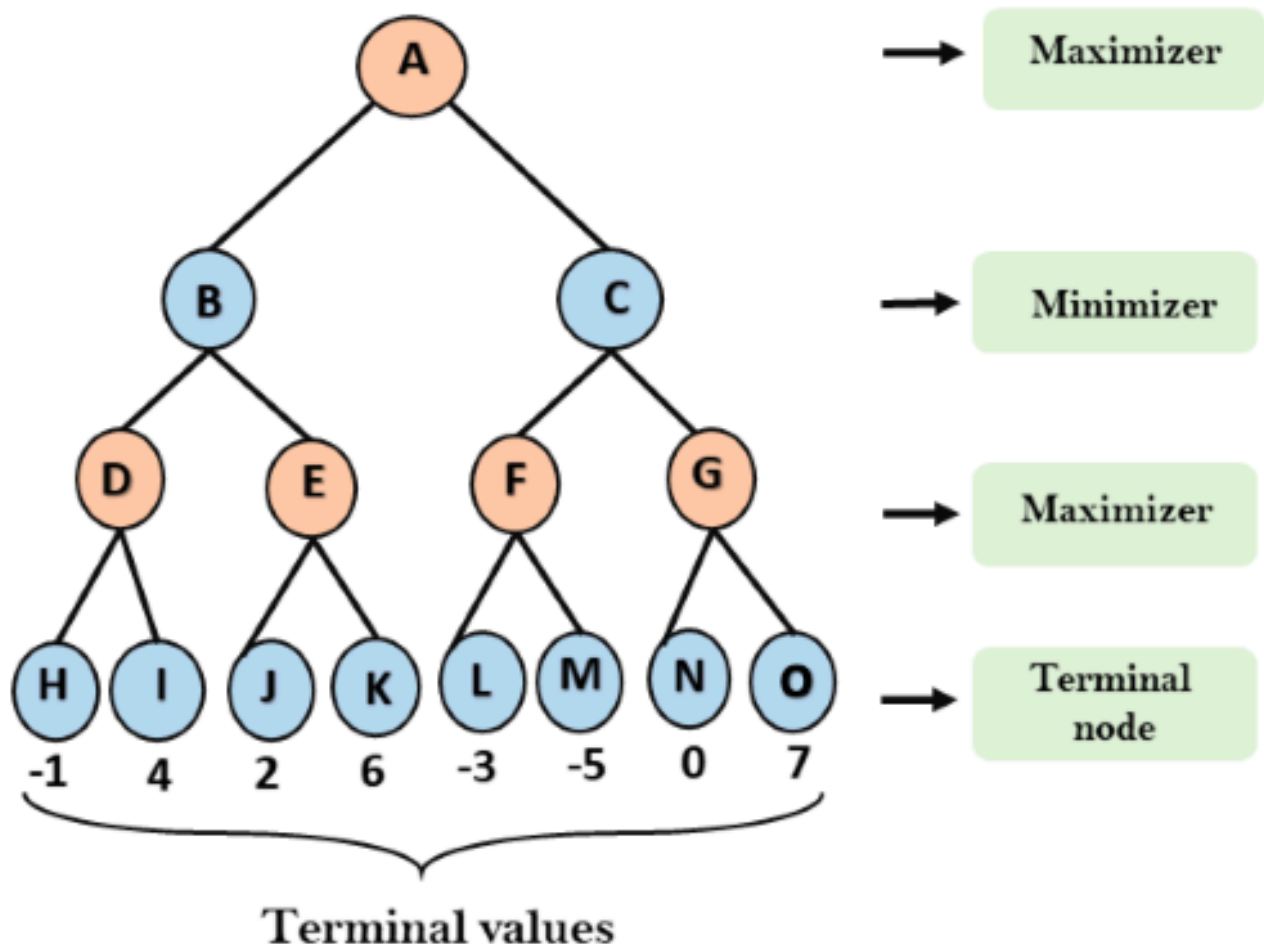 A
Maximizer
B
C
Minimizer
D
E
F
G
Maximizer
H
I
J
K
L
M
N
O
Terminal
node
-1
4
2
6
-3
-5
0
7
Terminal values